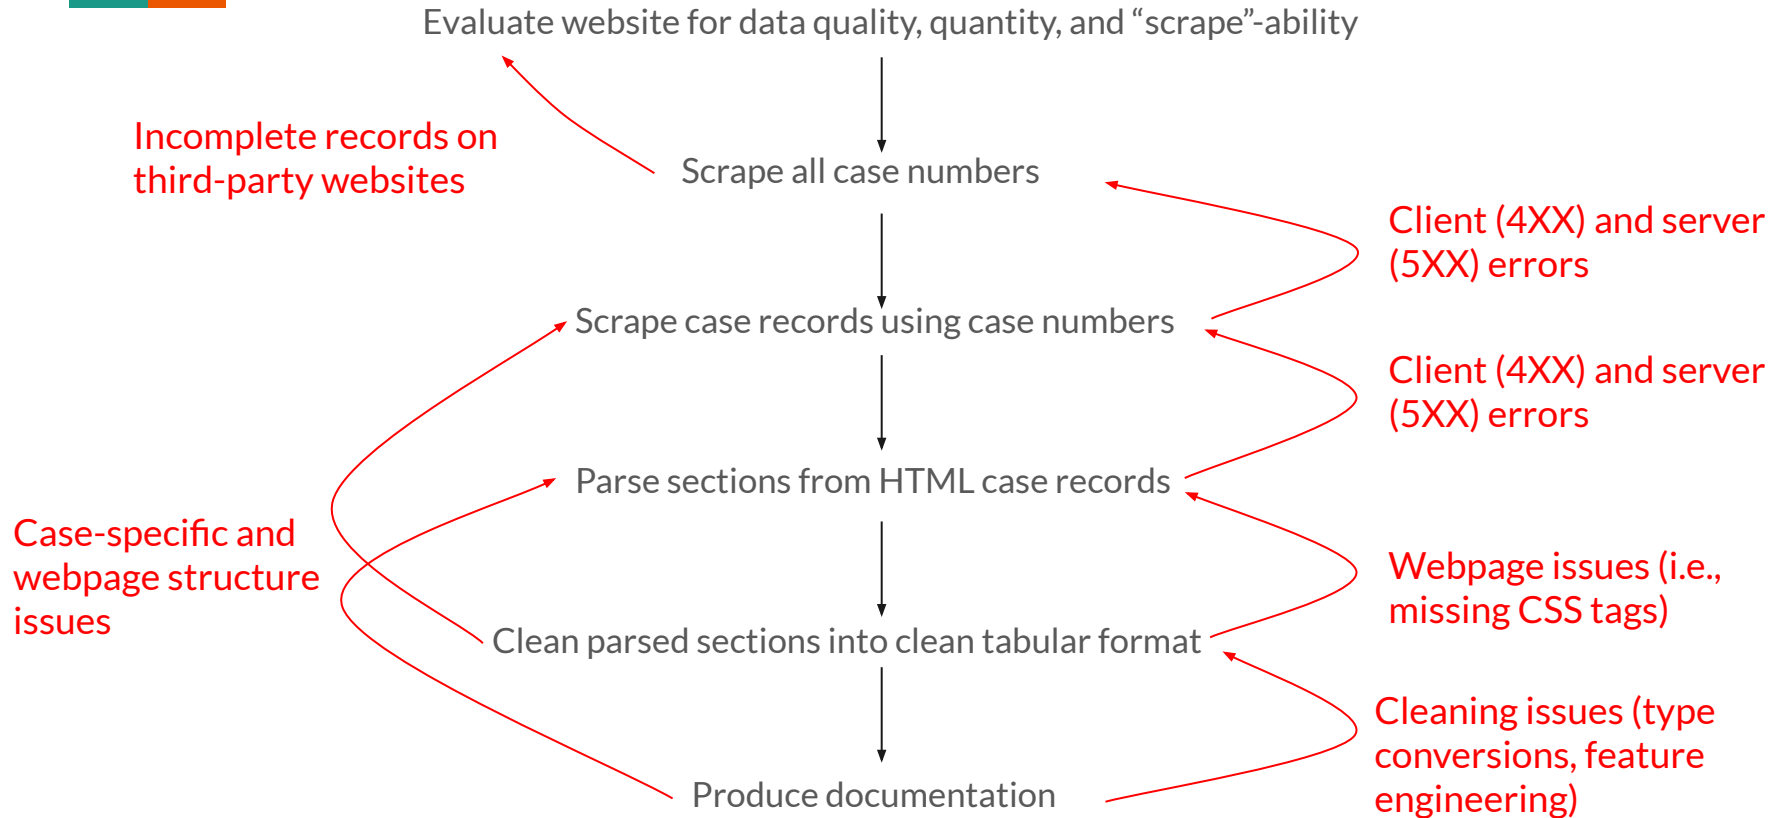 Evaluate website for data quality, quantity, and “scrape”-ability
Incomplete records on
third-party websites
Scrape all case numbers
Client (4XX) and server
(5XX) errors
Scrape case records using case numbers
Client (4XX) and server
(5XX) errors
Parse sections from HTML case records
Case-specific and
webpage structure
issues
Webpage issues (i.e.,
missing CSS tags)
Clean parsed sections into clean tabular format
Cleaning issues (type
conversions, feature
engineering)
Produce documentation